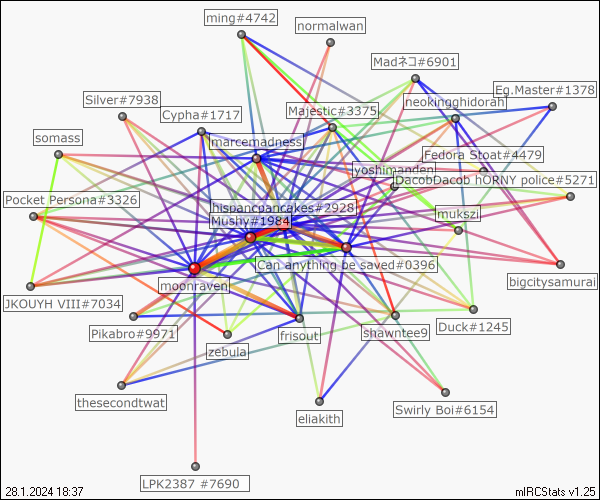 ming#4742
normalwan
Madネコ#6901
Eg.Master#1378
Silver#7938
neokingghidorah
Cypha#1717
Majestic#3375
somass
marcemadness
Fedora Stoat#4479
yoshimanden
DacobDacob hORNY police#5271
Pocket Persona#3326
hispancpancakes#2928
Mushy#1984
mukszi
Can anything be saved#0396
bigcitysamurai
moonraven
JKOUYH VIII#7034
Pikabro#9971
frisout
shawntee9
Duck#1245
zebula
thesecondtwat
eliakith
Swirly Boi#6154
LPK2387 #7690
28.1.2024 18:37
mIRCStats v1.25